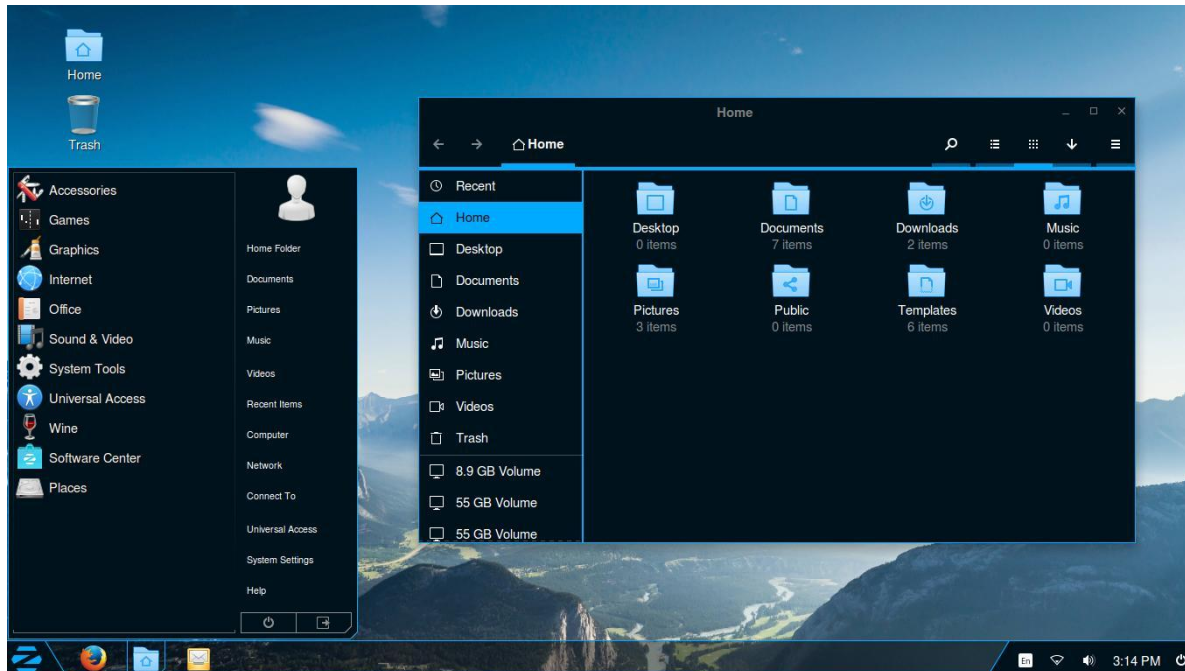 Home
Trash
Accessories
Games
Graphics
Internet
Office
Sound & Video
System Tools
Universal Access
Wine
Software Center
Places
Home Folder
Documents
Pictures
Music
Videos
Recent Items
Computer
Network
Connect To
Universal Access
System Settings
Help
Home
Home
Recent
Home
Desktop
Documents
Downloads
Music
Pictures
Videos
Trash
8.9 GB Volume
55 GB Volume
55 GB Volume
Desktop Documents Downloads Music
0 items 7 items 2 items 0 items
Pictures Public Templates Videos
3 items 0 items 6 items 0 items
En 3:14 PM